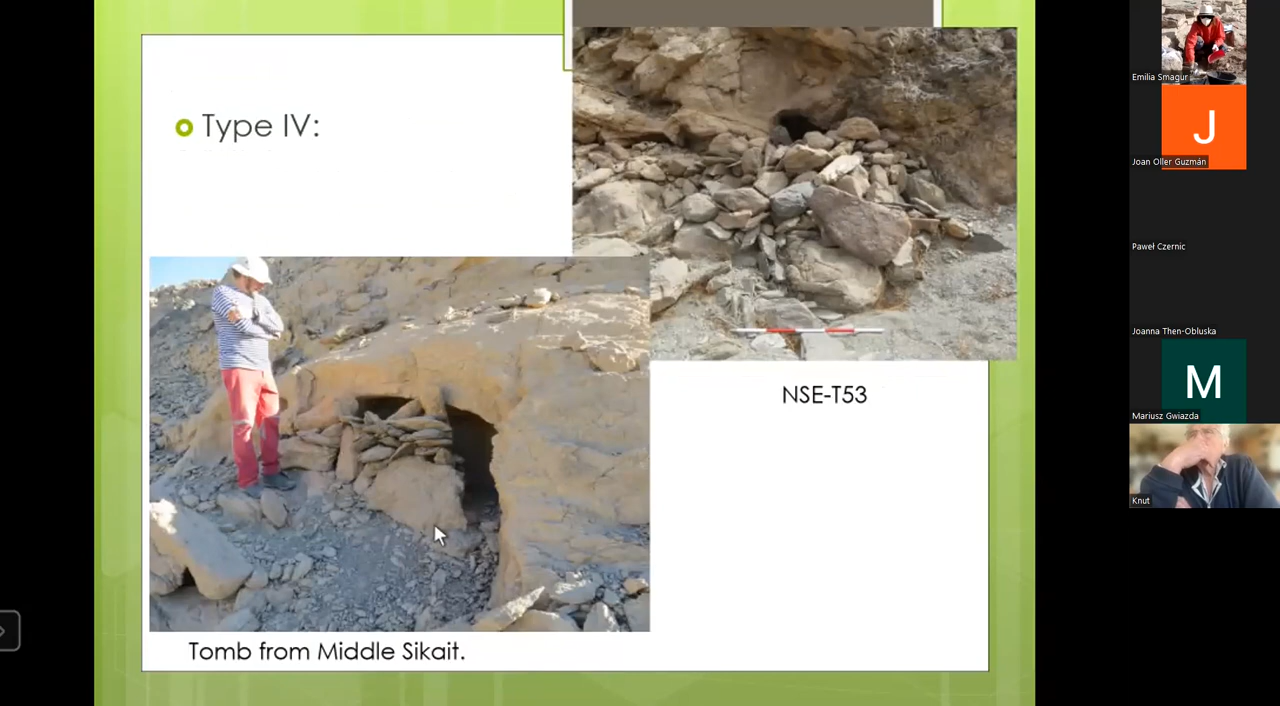 Type IV:
NSE-T53
Tomb from Middle Sikait.
Emilia Smagur
J
Joan Oller Guzmán
Paweł Czernic
Joanna Then-Obluska
M
Mariusz Gwiazda
Knut